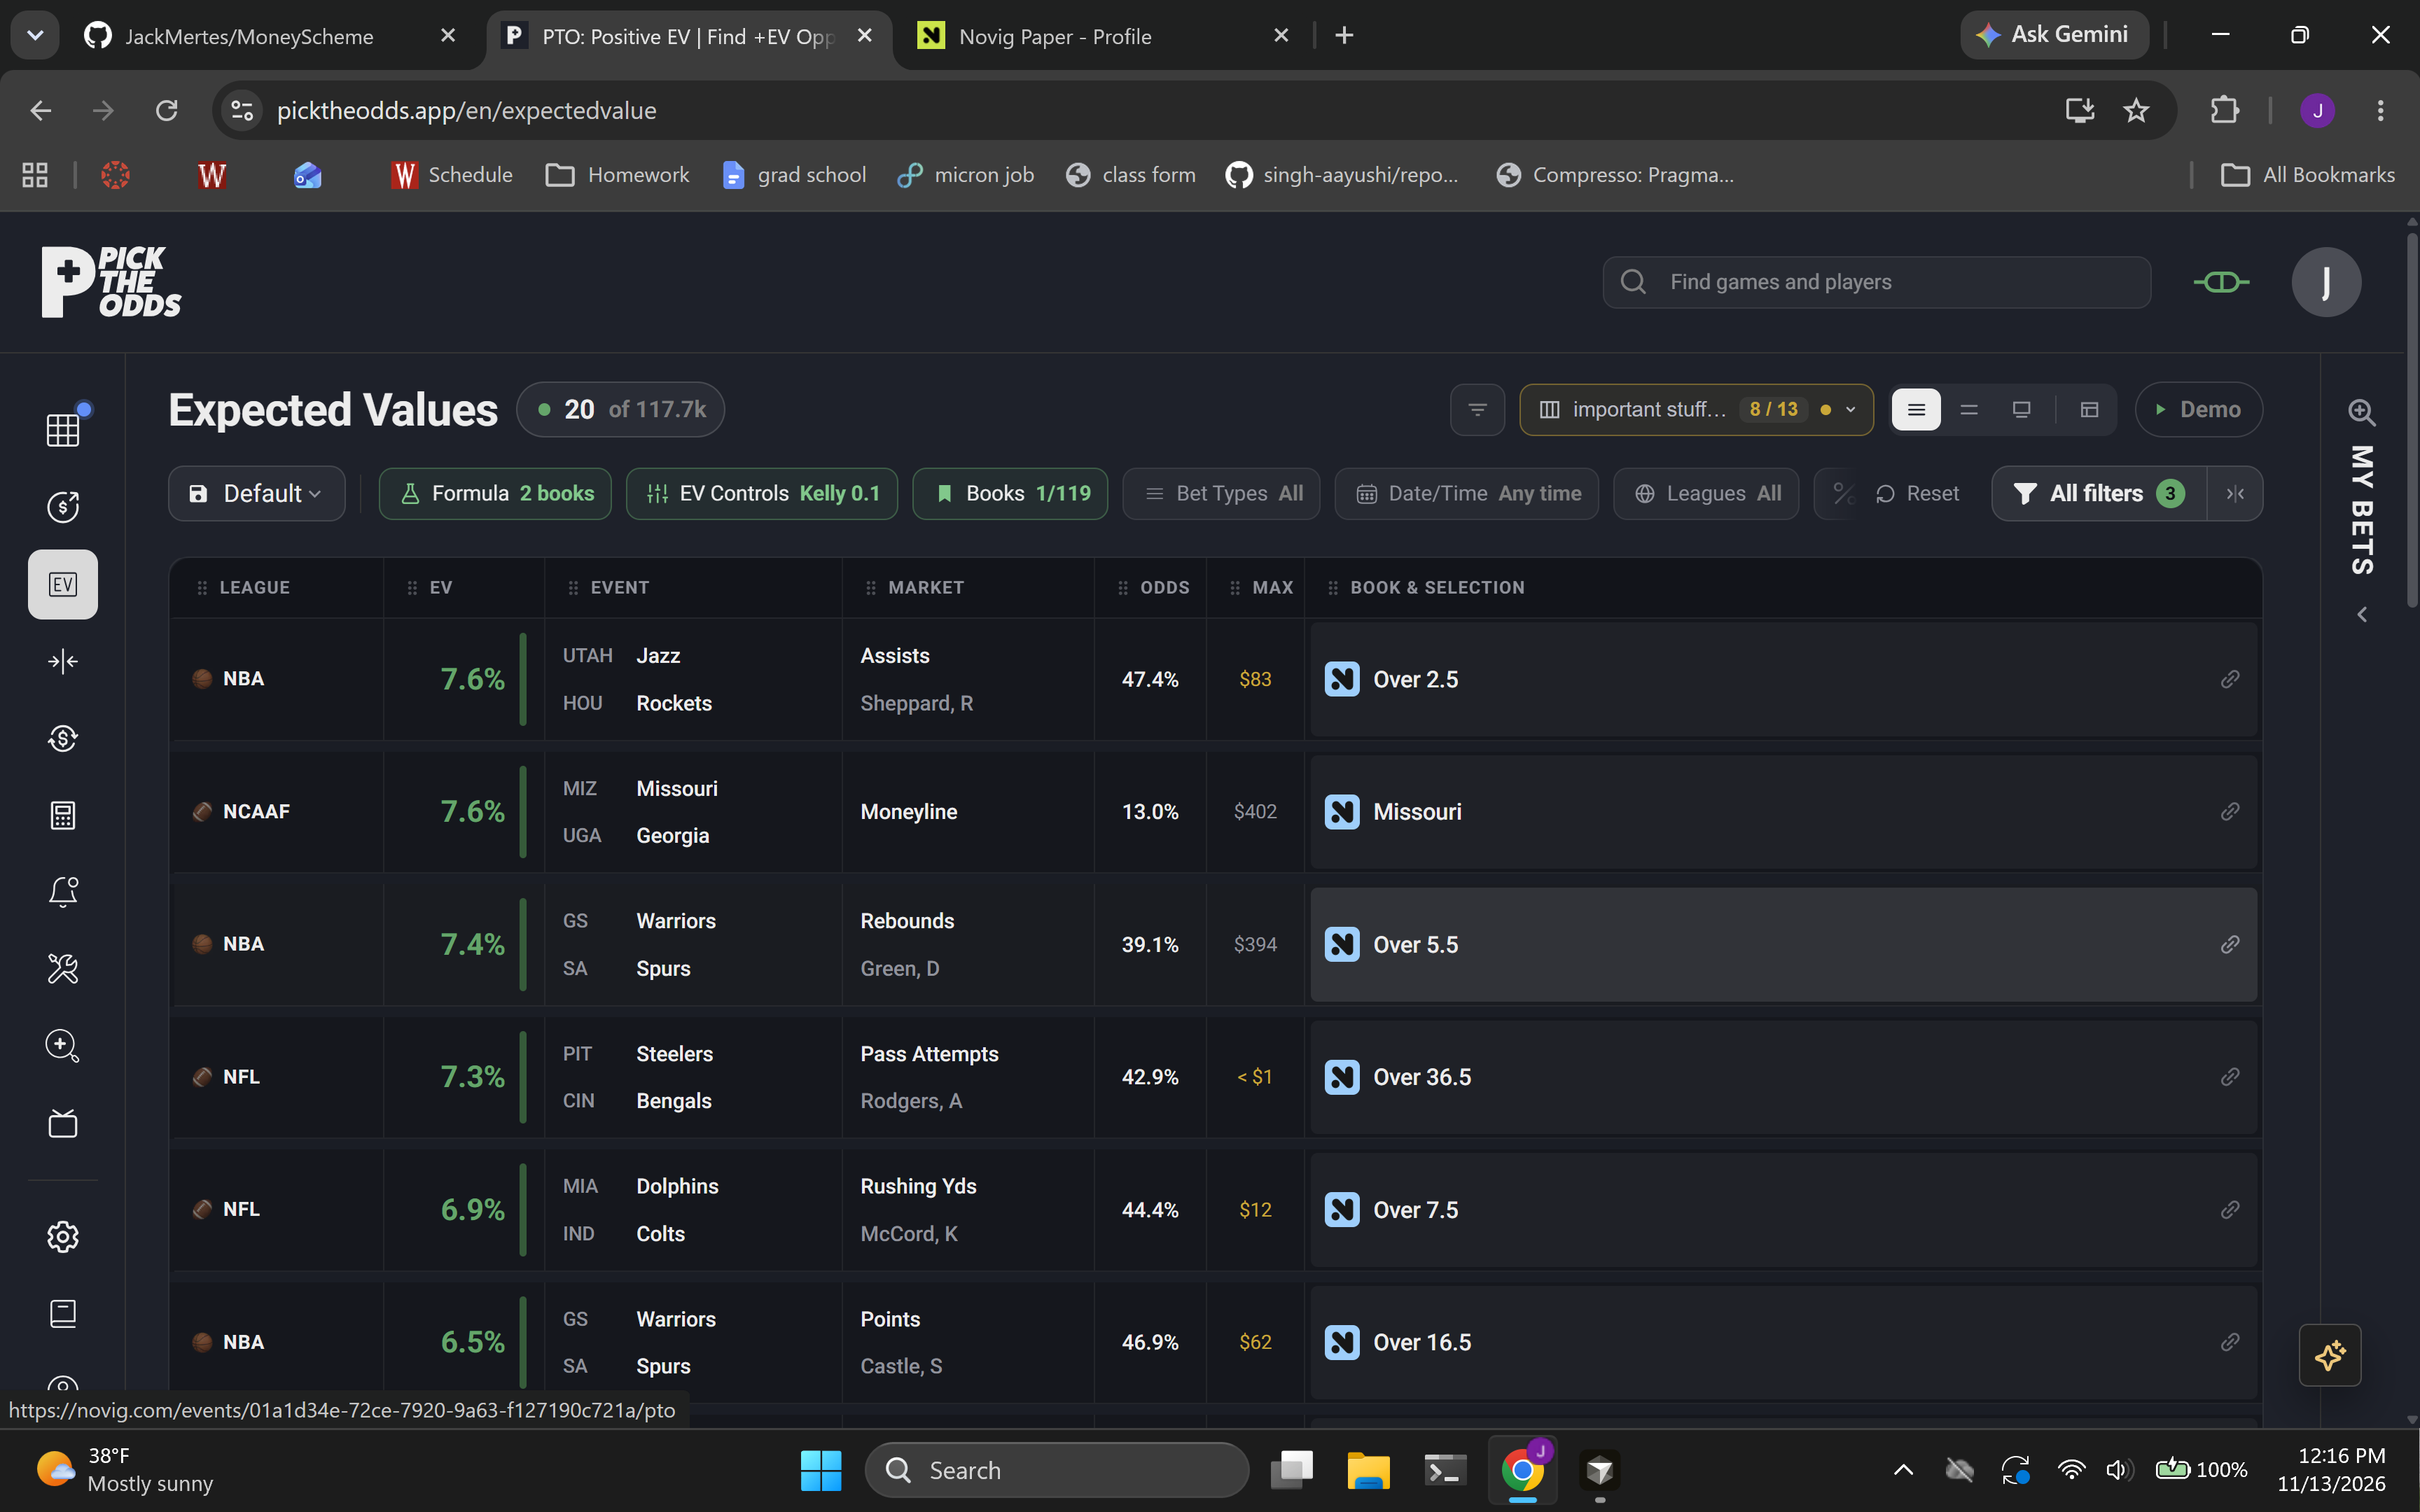 JackMertes/MoneyScheme
PTO: Positive EV | Find +EV Opp
Novig Paper - Profile
Ask Gemini
picktheodds.app/en/expectedvalue
J
Schedule
Homework
grad school
micron job
class form
singh-aayushi/repo...
Compresso: Pragma...
All Bookmarks
PICK
THE
ODDS
Find games and players
J
Expected Values
20 of 117.7k
important stuff...
8 / 13
Demo
Default
Formula 2 books
EV Controls Kelly 0.1
Books 1/119
Bet Types All
Date/Time Any time
Leagues All
%
Reset
All filters 3
MY BETS
LEAGUE EV EVENT MARKET ODDS MAX BOOK & SELECTION
NBA 7.6% UTAH Jazz Assists 47.4% $83 Over 2.5
HOU Rockets Sheppard, R
NCAAF 7.6% MIZ Missouri Moneyline 13.0% $402 Missouri
UGA Georgia
NBA 7.4% GS Warriors Rebounds 39.1% $394 Over 5.5
SA Spurs Green, D
NFL 7.3% PIT Steelers Pass Attempts 42.9% < $1 Over 36.5
CIN Bengals Rodgers, A
NFL 6.9% MIA Dolphins Rushing Yds 44.4% $12 Over 7.5
IND Colts McCord, K
NBA 6.5% GS Warriors Points 46.9% $62 Over 16.5
SA Spurs Castle, S
EV
https://novig.com/events/01a1d34e-72ce-7920-9a63-f127190c721a/pto
38°F
Mostly sunny
Search
J
100%
12:16 PM
11/13/2026